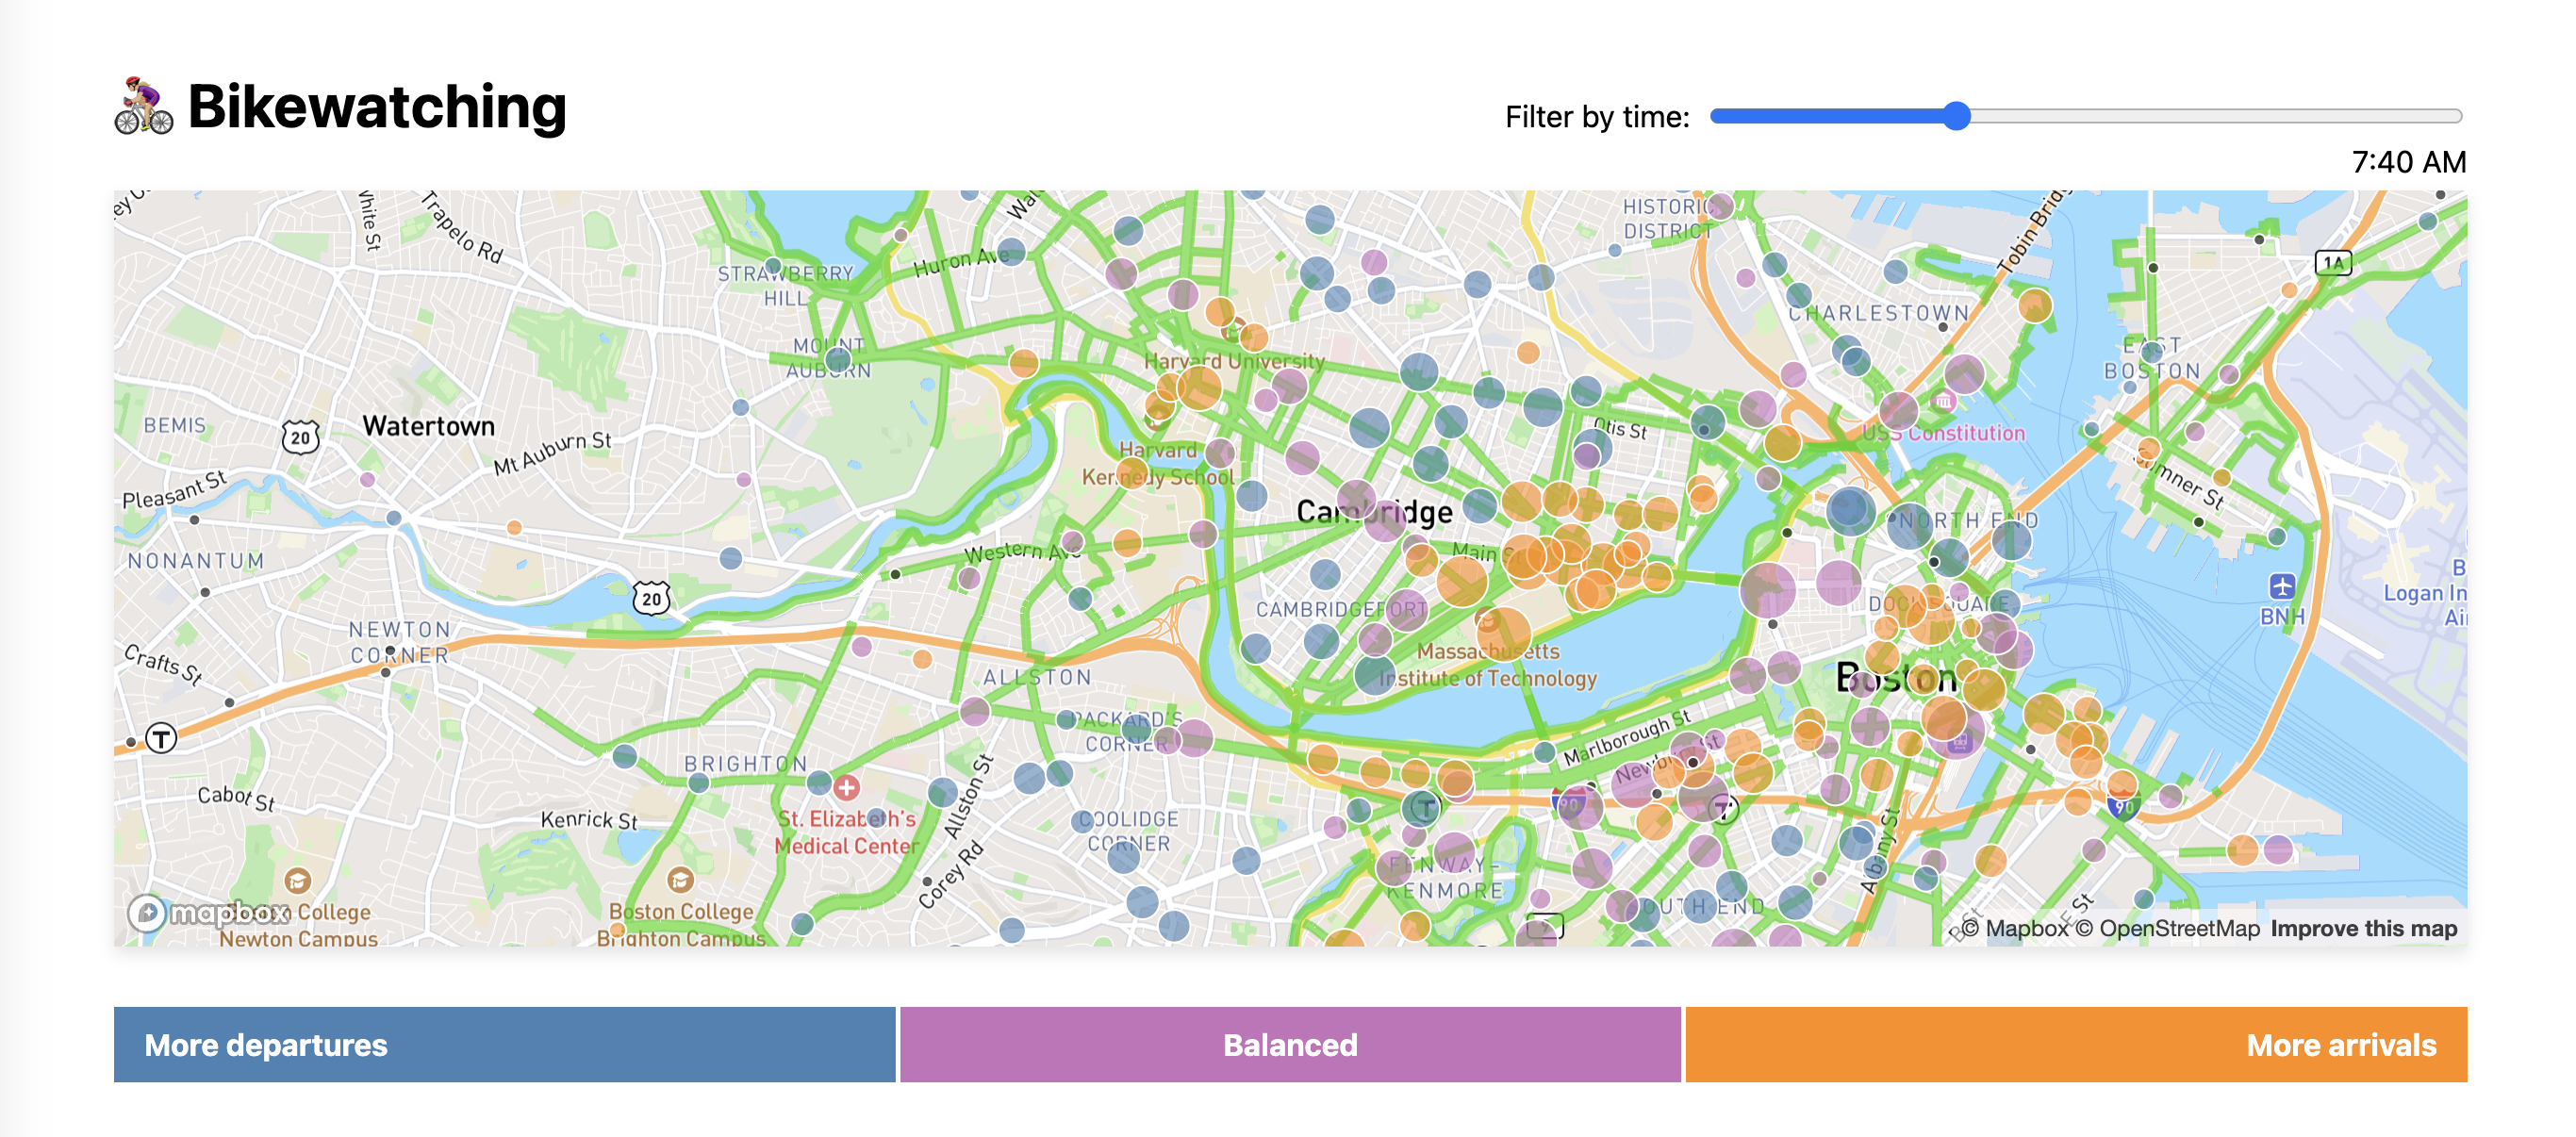 Bikewatching
Filter by time:
7:40 AM
White St
Trapelo Rd
Huron Ave
STRAWBERRY
HILL
MOUNT
AUBURN
HISTORIC
DISTRICT
Tobin Bridg
1A
CHARLESTOWN
EAST
BOSTON
Harvard University
BEMIS
20
Watertown
Mt Auburn St
Pleasant St
Harvard
Kennedy School
Otis St
USS Constitution
Sumner St
Cambridge
NORTH END
NONANTUM
Western Ave
Main S
20
CAMBRIDGEPORT
DOCK SQUARE
BNH
Logan In
NEWTON
CORNER
Crafts St
Massachusetts
Institute of Technology
ALLSTON
Boston
T
PACKARD'S
CORNER
Marlborough St
Newbury St
BRIGHTON
Cabot St
Kenrick St
St. Elizabeth's
Medical Center
Allston St
COOLIDGE
CORNER
T
90
T
90
Albany St
Corey Rd
FENWAY-
KENMORE
SOUTH END
E St
mapbox
Boston College
Newton Campus
Boston College
Brighton Campus
© Mapbox © OpenStreetMap Improve this map
More departures
Balanced
More arrivals